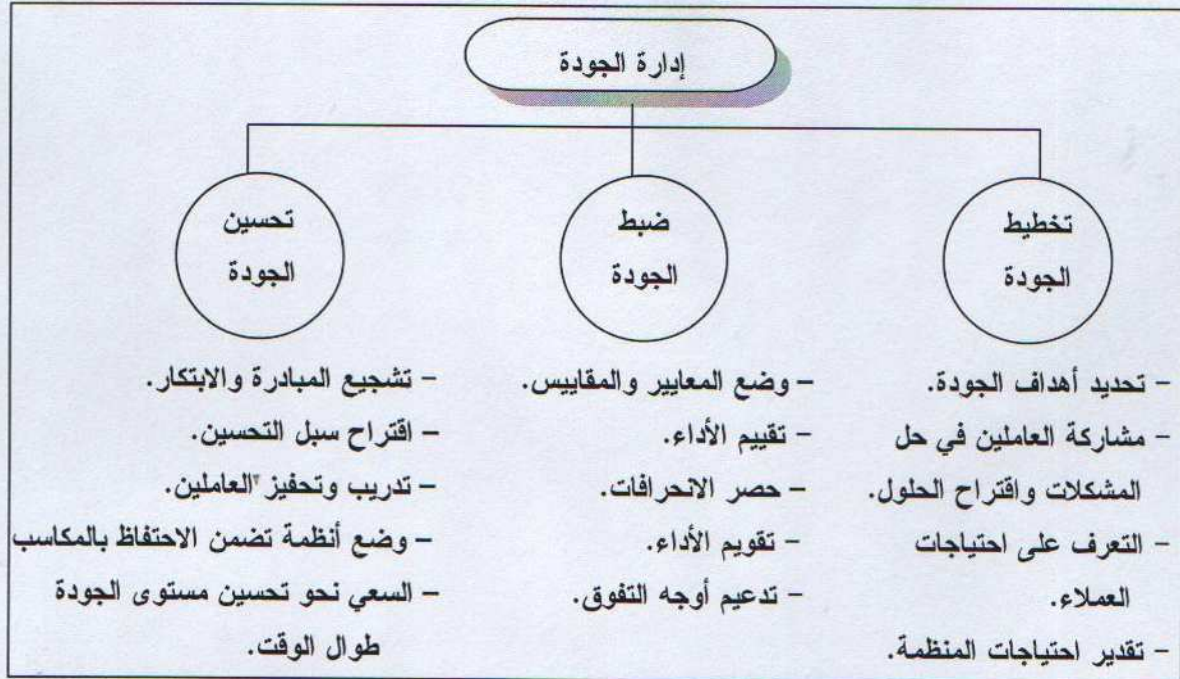 إدارة الجودة
تخطيط
الجودة
– تحديد أهداف الجودة.
– مشاركة العاملين في حل
المشكلات واقتراح الحلول.
– التعرف على احتياجات
العملاء.
– تقدير احتياجات المنظمة.
ضبط
الجودة
– وضع المعايير والمقاييس.
– تقييم الأداء.
– حصر الانحرافات.
– تقويم الأداء.
– تدعيم أوجه التفوق.
تحسين
الجودة
– تشجيع المبادرة والابتكار.
– اقتراح سبل التحسين.
– تدريب وتحفيز العاملين.
– وضع أنظمة تضمن الاحتفاظ بالمكاسب
– السعي نحو تحسين مستوى الجودة
طوال الوقت.